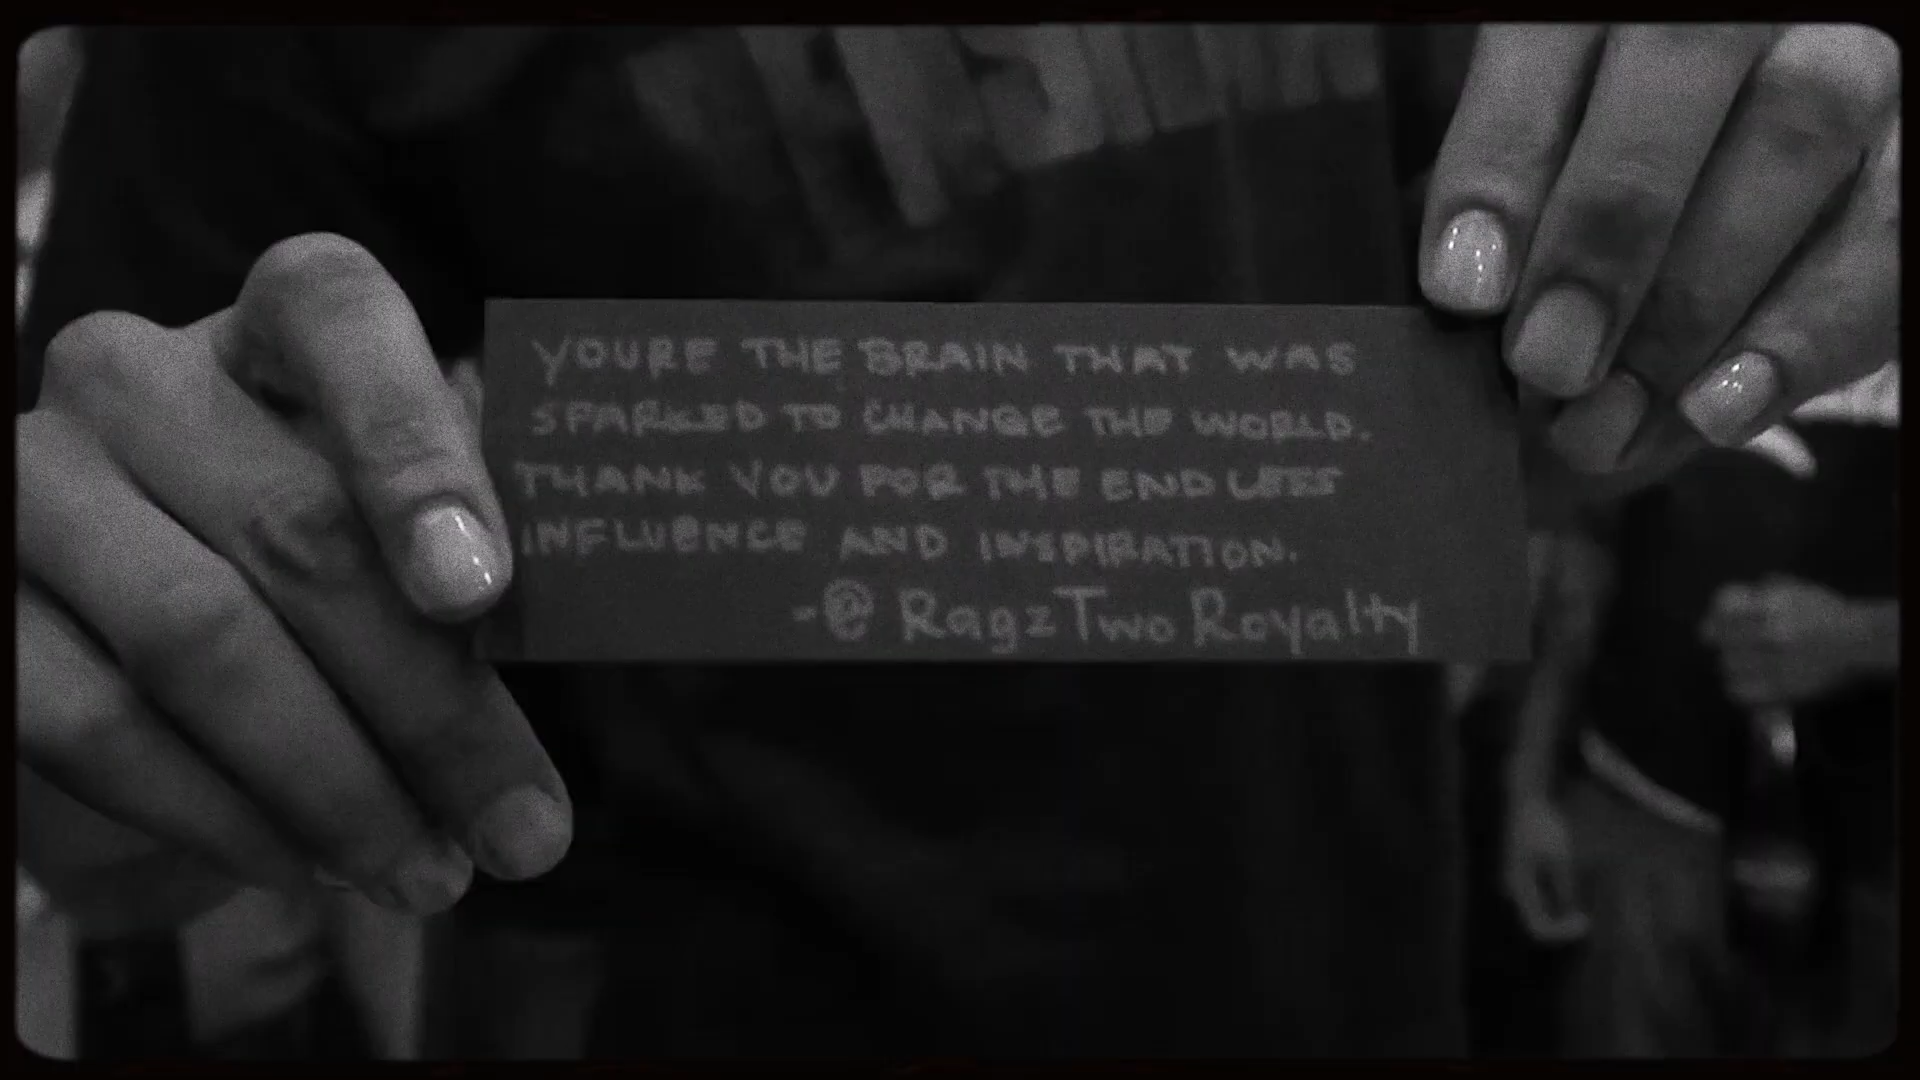 YOURE THE BRAIN THAT WAS
SPARKED TO CHANGE THE WORLD.
THANK YOU FOR THE ENDLESS
INFLUENCE AND INSPIRATION.
-@RagzTwoRoyalty